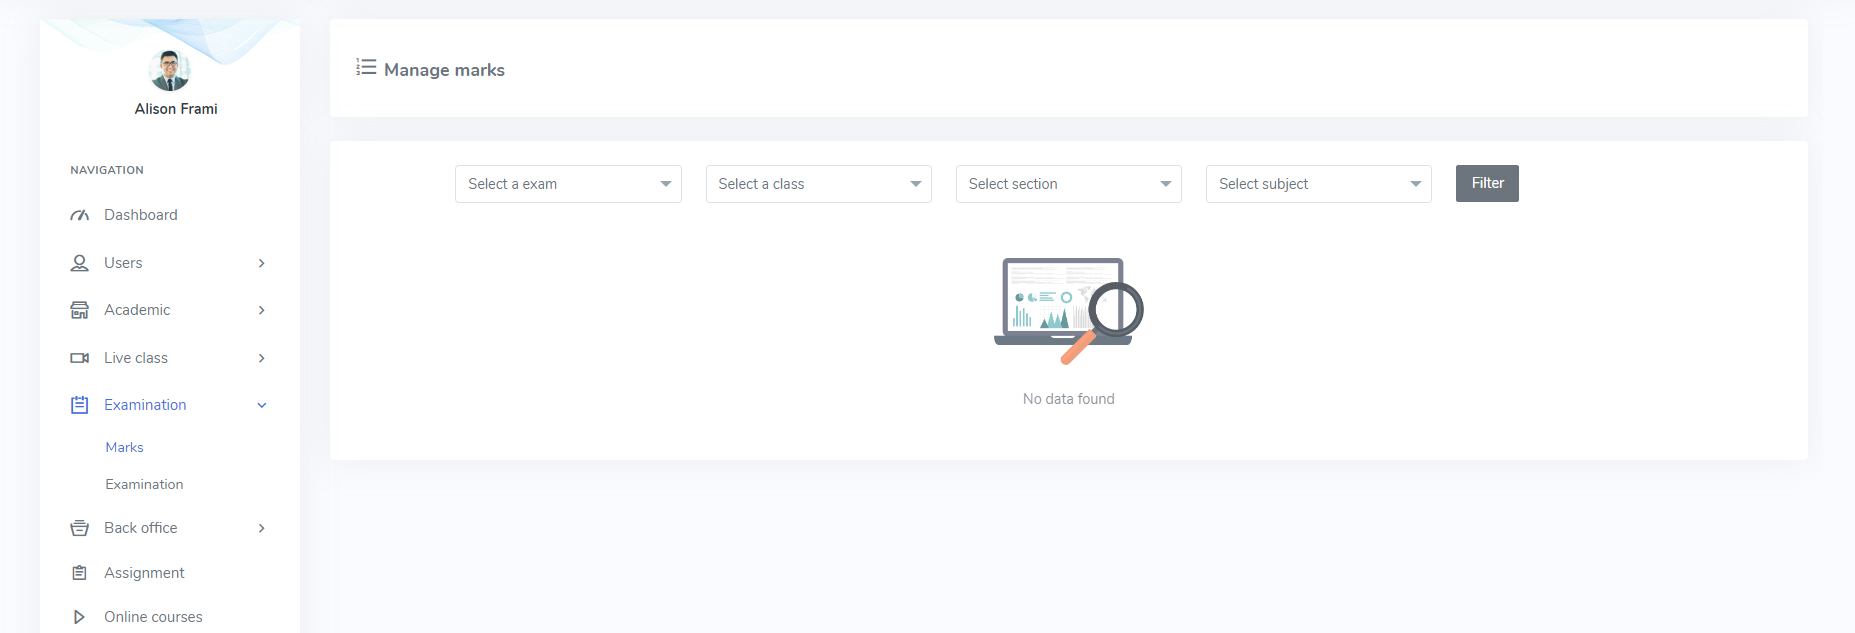 Alison Frami
NAVIGATION
Dashboard
Users
Academic
Live class
Examination
Marks
Examination
Back office
Assignment
Online courses
Manage marks
Select a exam
Select a class
Select section
Select subject
Filter
No data found